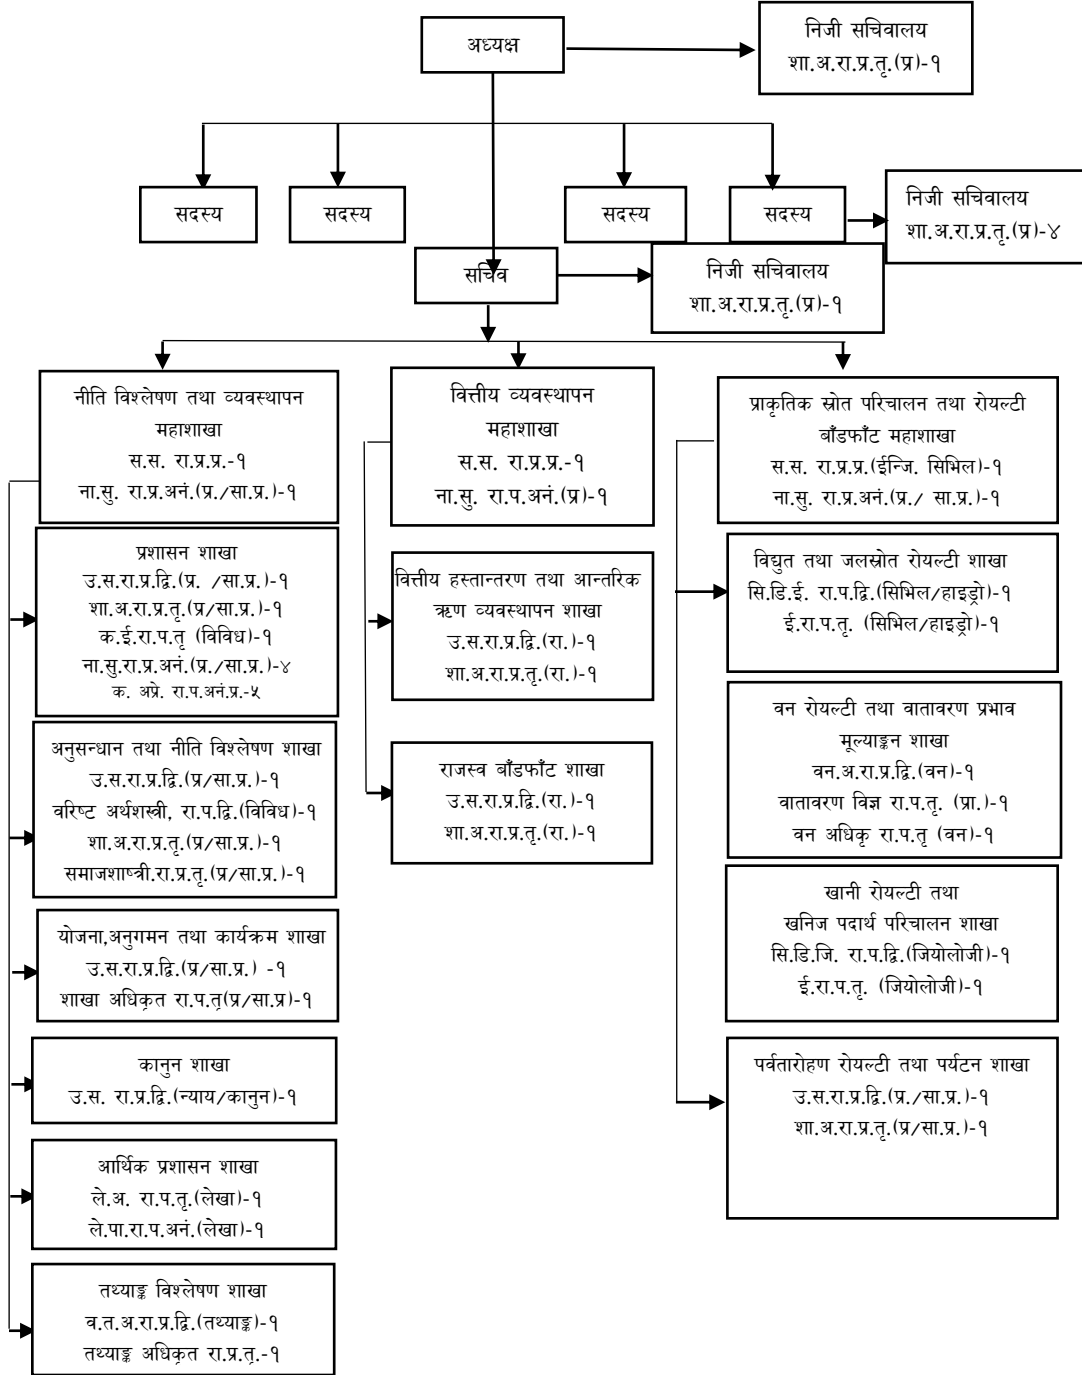 अध्यक्ष
निजी सचिवालय
शा.अ.रा.प्र.तृ.(प्र)-१
सदस्य
सदस्य
सदस्य
सदस्य
निजी सचिवालय
शा.अ.रा.प्र.तृ.(प्र)-४
सचिव
निजी सचिवालय
शा.अ.रा.प्र.तृ.(प्र)-१
नीति विश्लेषण तथा व्यवस्थापन
महाशाखा
स.स. रा.प्र.प्र.-१
ना.सु. रा.प्र.अनं.(प्र./सा.प्र.)-१
प्रशासन शाखा
उ.स.रा.प्र.द्वि.(प्र. /सा.प्र.)-१
शा.अ.रा.प्र.तृ.(प्र/सा.प्र.)-१
क.ई.रा.प.तृ (विविध)-१
ना.सु.रा.प्र.अनं.(प्र./सा.प्र.)-४
क. अप्रे. रा.प.अनं.प्र.-५
अनुसन्धान तथा नीति विश्लेषण शाखा
उ.स.रा.प्र.द्वि.(प्र/सा.प्र.)-१
वरिष्ट अर्थशस्त्री, रा.प.द्वि.(विविध)-१
शा.अ.रा.प्र.तृ.(प्र/सा.प्र.)-१
समाजशाष्त्री.रा.प्र.तृ.(प्र/सा.प्र.)-१
योजना,अनुगमन तथा कार्यक्रम शाखा
उ.स.रा.प्र.द्वि.(प्र/सा.प्र.) -१
शाखा अधिकृत रा.प.तृ(प्र/सा.प्र)-१
कानुन शाखा
उ.स. रा.प्र.द्वि.(न्याय/कानुन)-१
आर्थिक प्रशासन शाखा
ले.अ. रा.प.तृ.(लेखा)-१
ले.पा.रा.प.अनं.(लेखा)-१
तथ्याङ्क विश्लेषण शाखा
व.त.अ.रा.प्र.द्वि.(तथ्याङ्क)-१
तथ्याङ्क अधिकृत रा.प्र.तृ.-१
वित्तीय व्यवस्थापन
महाशाखा
स.स. रा.प्र.प्र.-१
ना.सु. रा.प.अनं.(प्र)-१
वित्तीय हस्तान्तरण तथा आन्तरिक
ऋण व्यवस्थापन शाखा
उ.स.रा.प्र.द्वि.(रा.)-१
शा.अ.रा.प्र.तृ.(रा.)-१
राजस्व बाँडफाँट शाखा
उ.स.रा.प्र.द्वि.(रा.)-१
शा.अ.रा.प्र.तृ.(रा.)-१
प्राकृतिक स्रोत परिचालन तथा रोयल्टी
बाँडफाँट महाशाखा
स.स. रा.प्र.प्र.(ईन्जि. सिभिल)-१
ना.सु. रा.प्र.अनं.(प्र./ सा.प्र.)-१
विद्युत तथा जलस्रोत रोयल्टी शाखा
सि.डि.ई. रा.प.द्वि.(सिभिल/हाइड्रो)-१
ई.रा.प.तृ. (सिभिल/हाइड्रो)-१
वन रोयल्टी तथा वातावरण प्रभाव
मूल्याङ्कन शाखा
वन.अ.रा.प्र.द्वि.(वन)-१
वातावरण विज्ञ रा.प.तृ. (प्रा.)-१
वन अधिकृ रा.प.तृ (वन)-१
खानी रोयल्टी तथा
खनिज पदार्थ परिचालन शाखा
सि.डि.जि. रा.प.द्वि.(जियोलोजी)-१
ई.रा.प.तृ. (जियोलोजी)-१
पर्वतारोहण रोयल्टी तथा पर्यटन शाखा
उ.स.रा.प्र.द्वि.(प्र./सा.प्र.)-१
शा.अ.रा.प्र.तृ.(प्र/सा.प्र.)-१